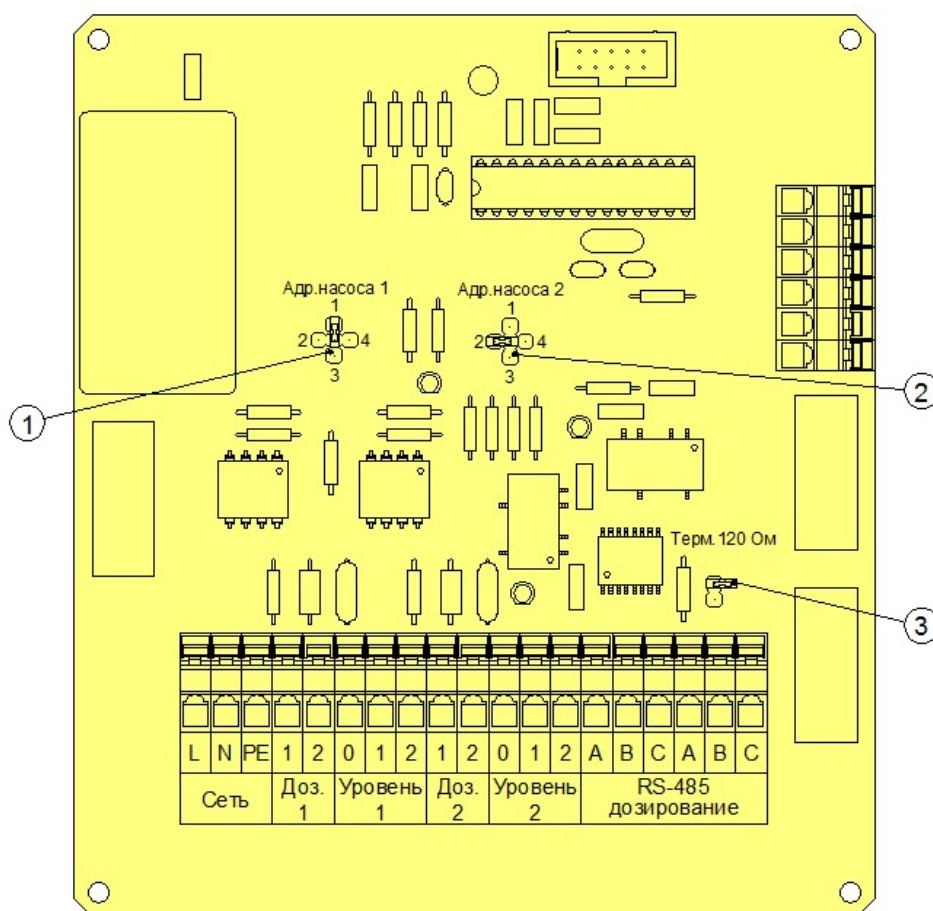 Адр.насоса 1
1
2 4
3
Адр.насоса 2
1
2 4
3
1
2
Терм.120 Ом
3
L N PE 1 2 0 1 2 1 2 0 1 2 A B C A B C
Сеть Доз. 1 Уровень 1 Доз. 2 Уровень 2 RS-485 дозирование